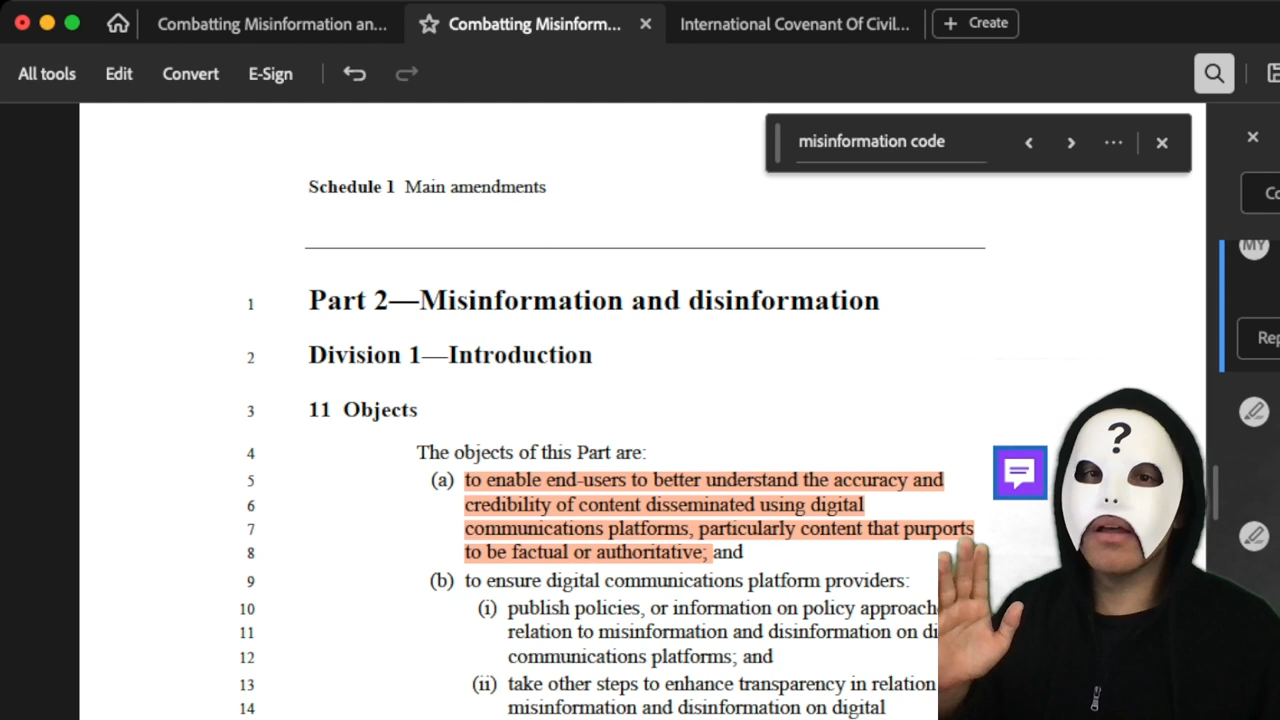 Combatting Misinformation an...
Combatting Misinform...
International Covenant Of Civil...
Create
All tools
Edit
Convert
E-Sign
misinformation code
Schedule 1 Main amendments
1 Part 2—Misinformation and disinformation
2 Division 1—Introduction
3 11 Objects
4 The objects of this Part are:
5 (a) to enable end-users to better understand the accuracy and
6 credibility of content disseminated using digital
7 communications platforms, particularly content that purports
8 to be factual or authoritative; and
9 (b) to ensure digital communications platform providers:
10 (i) publish policies, or information on policy approach
11 relation to misinformation and disinformation on di
12 communications platforms; and
13 (ii) take other steps to enhance transparency in relation
14 misinformation and disinformation on digital
MY
Co
Rep
?